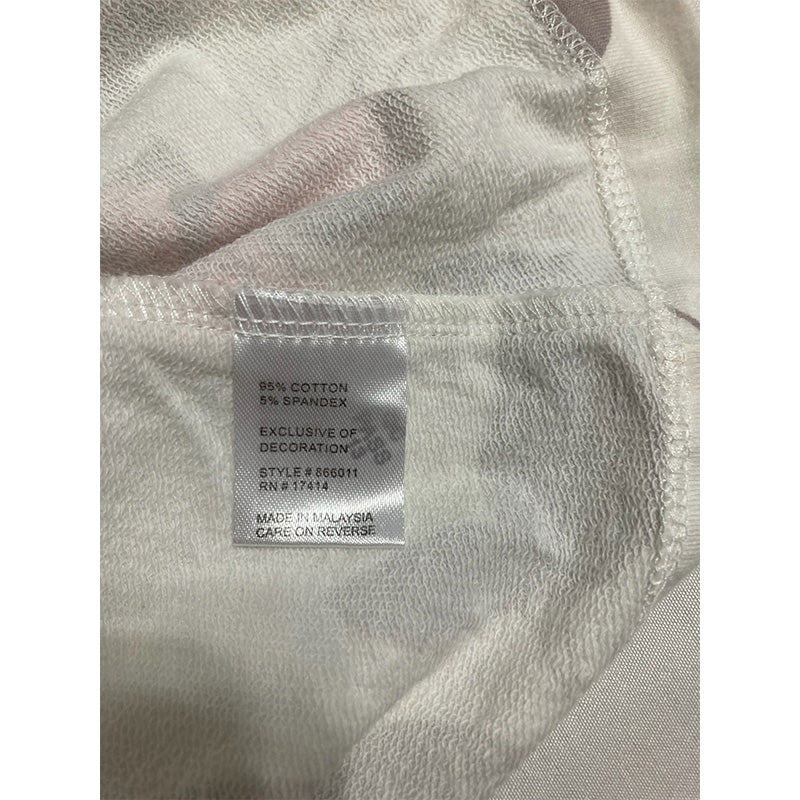 95% COTTON
5% SPANDEX
EXCLUSIVE OF
DECORATION
STYLE # 866011
RN # 17414
MADE IN MALAYSIA
CARE ON REVERSE